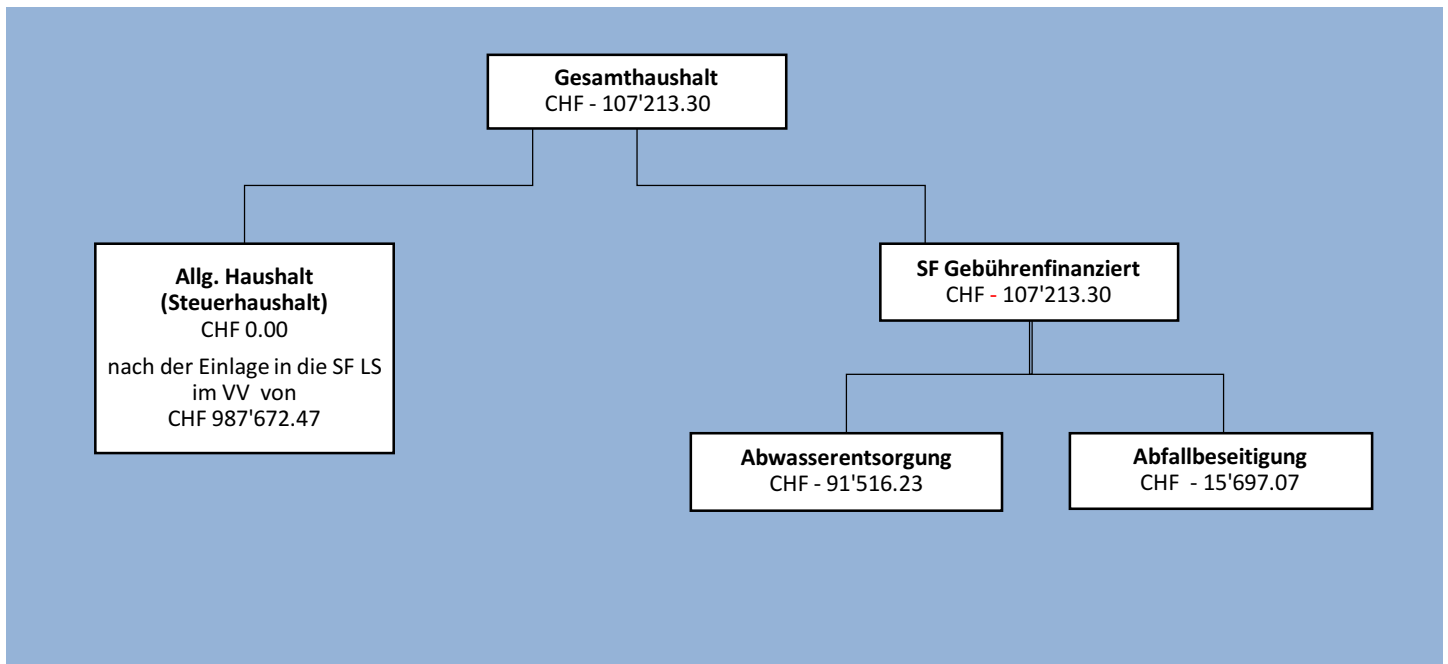 Gesamthaushalt
CHF - 107'213.30
Allg. Haushalt
(Steuerhaushalt)
CHF 0.00
nach der Einlage in die SF LS
im VV von
CHF 987'672.47
SF Gebührenfinanziert
CHF - 107'213.30
Abwasserentsorgung
CHF - 91'516.23
Abfallbeseitigung
CHF - 15'697.07